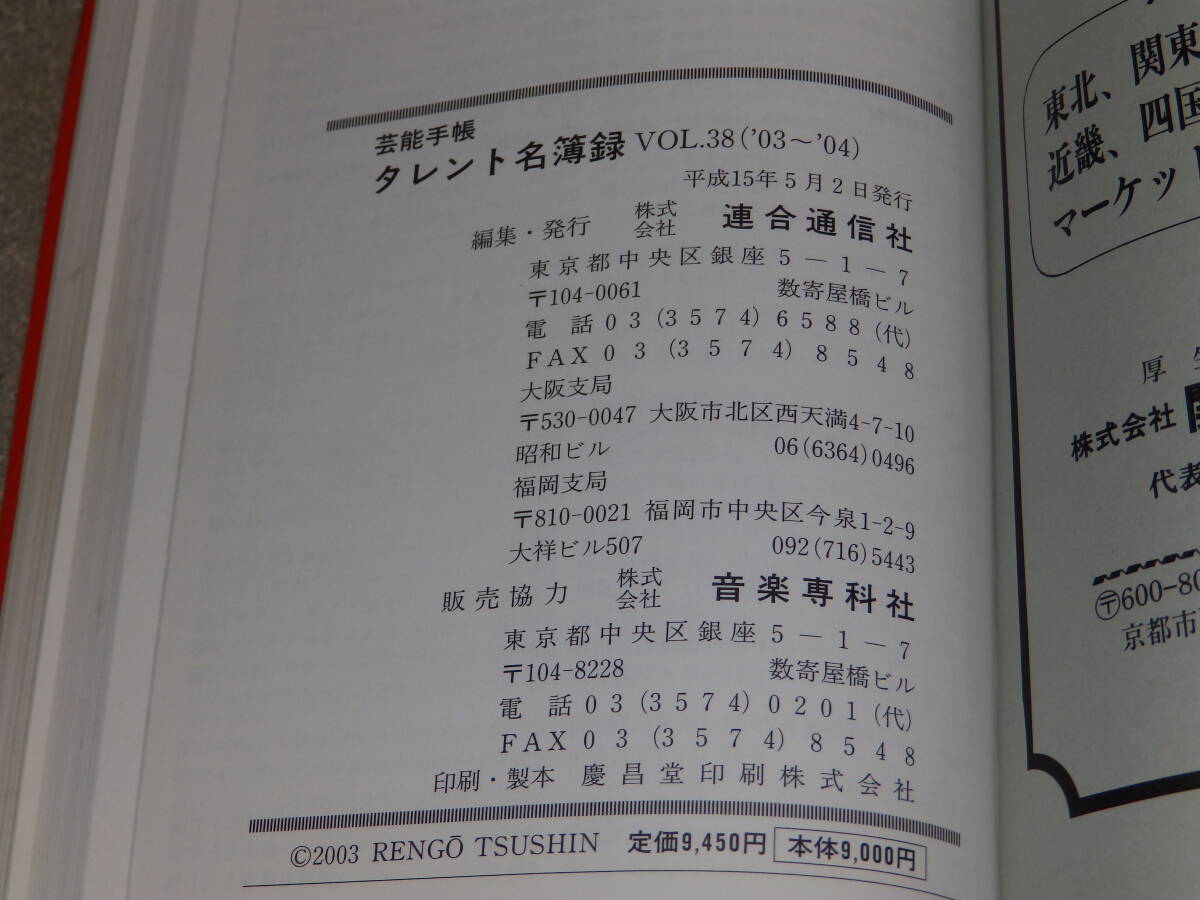 芸能手帳
タレント名簿録 VOL.38('03～'04)
平成15年5月2日発行
編集・発行 株式会社 連合通信社
東京都中央区銀座5－1－7
〒104-0061 数寄屋橋ビル
電 話03(3574)6588(代)
FAX03(3574)8548
大阪支局
〒530-0047 大阪市北区西天満4-7-10
昭和ビル 06(6364)0496
福岡支局
〒810-0021 福岡市中央区今泉1-2-9
大祥ビル507 092(716)5443
販売協力 株式会社 音楽専科社
東京都中央区銀座5－1－7
〒104-8228 数寄屋橋ビル
電 話03(3574)0201(代)
FAX03(3574)8548
印刷・製本 慶昌堂印刷株式会社
©2003 RENGŌ TSUSHIN 定価9,450円 本体9,000円
東北、関東
近畿、四国
マーケット
厚生
株式会社
代表
〒600-80
京都市